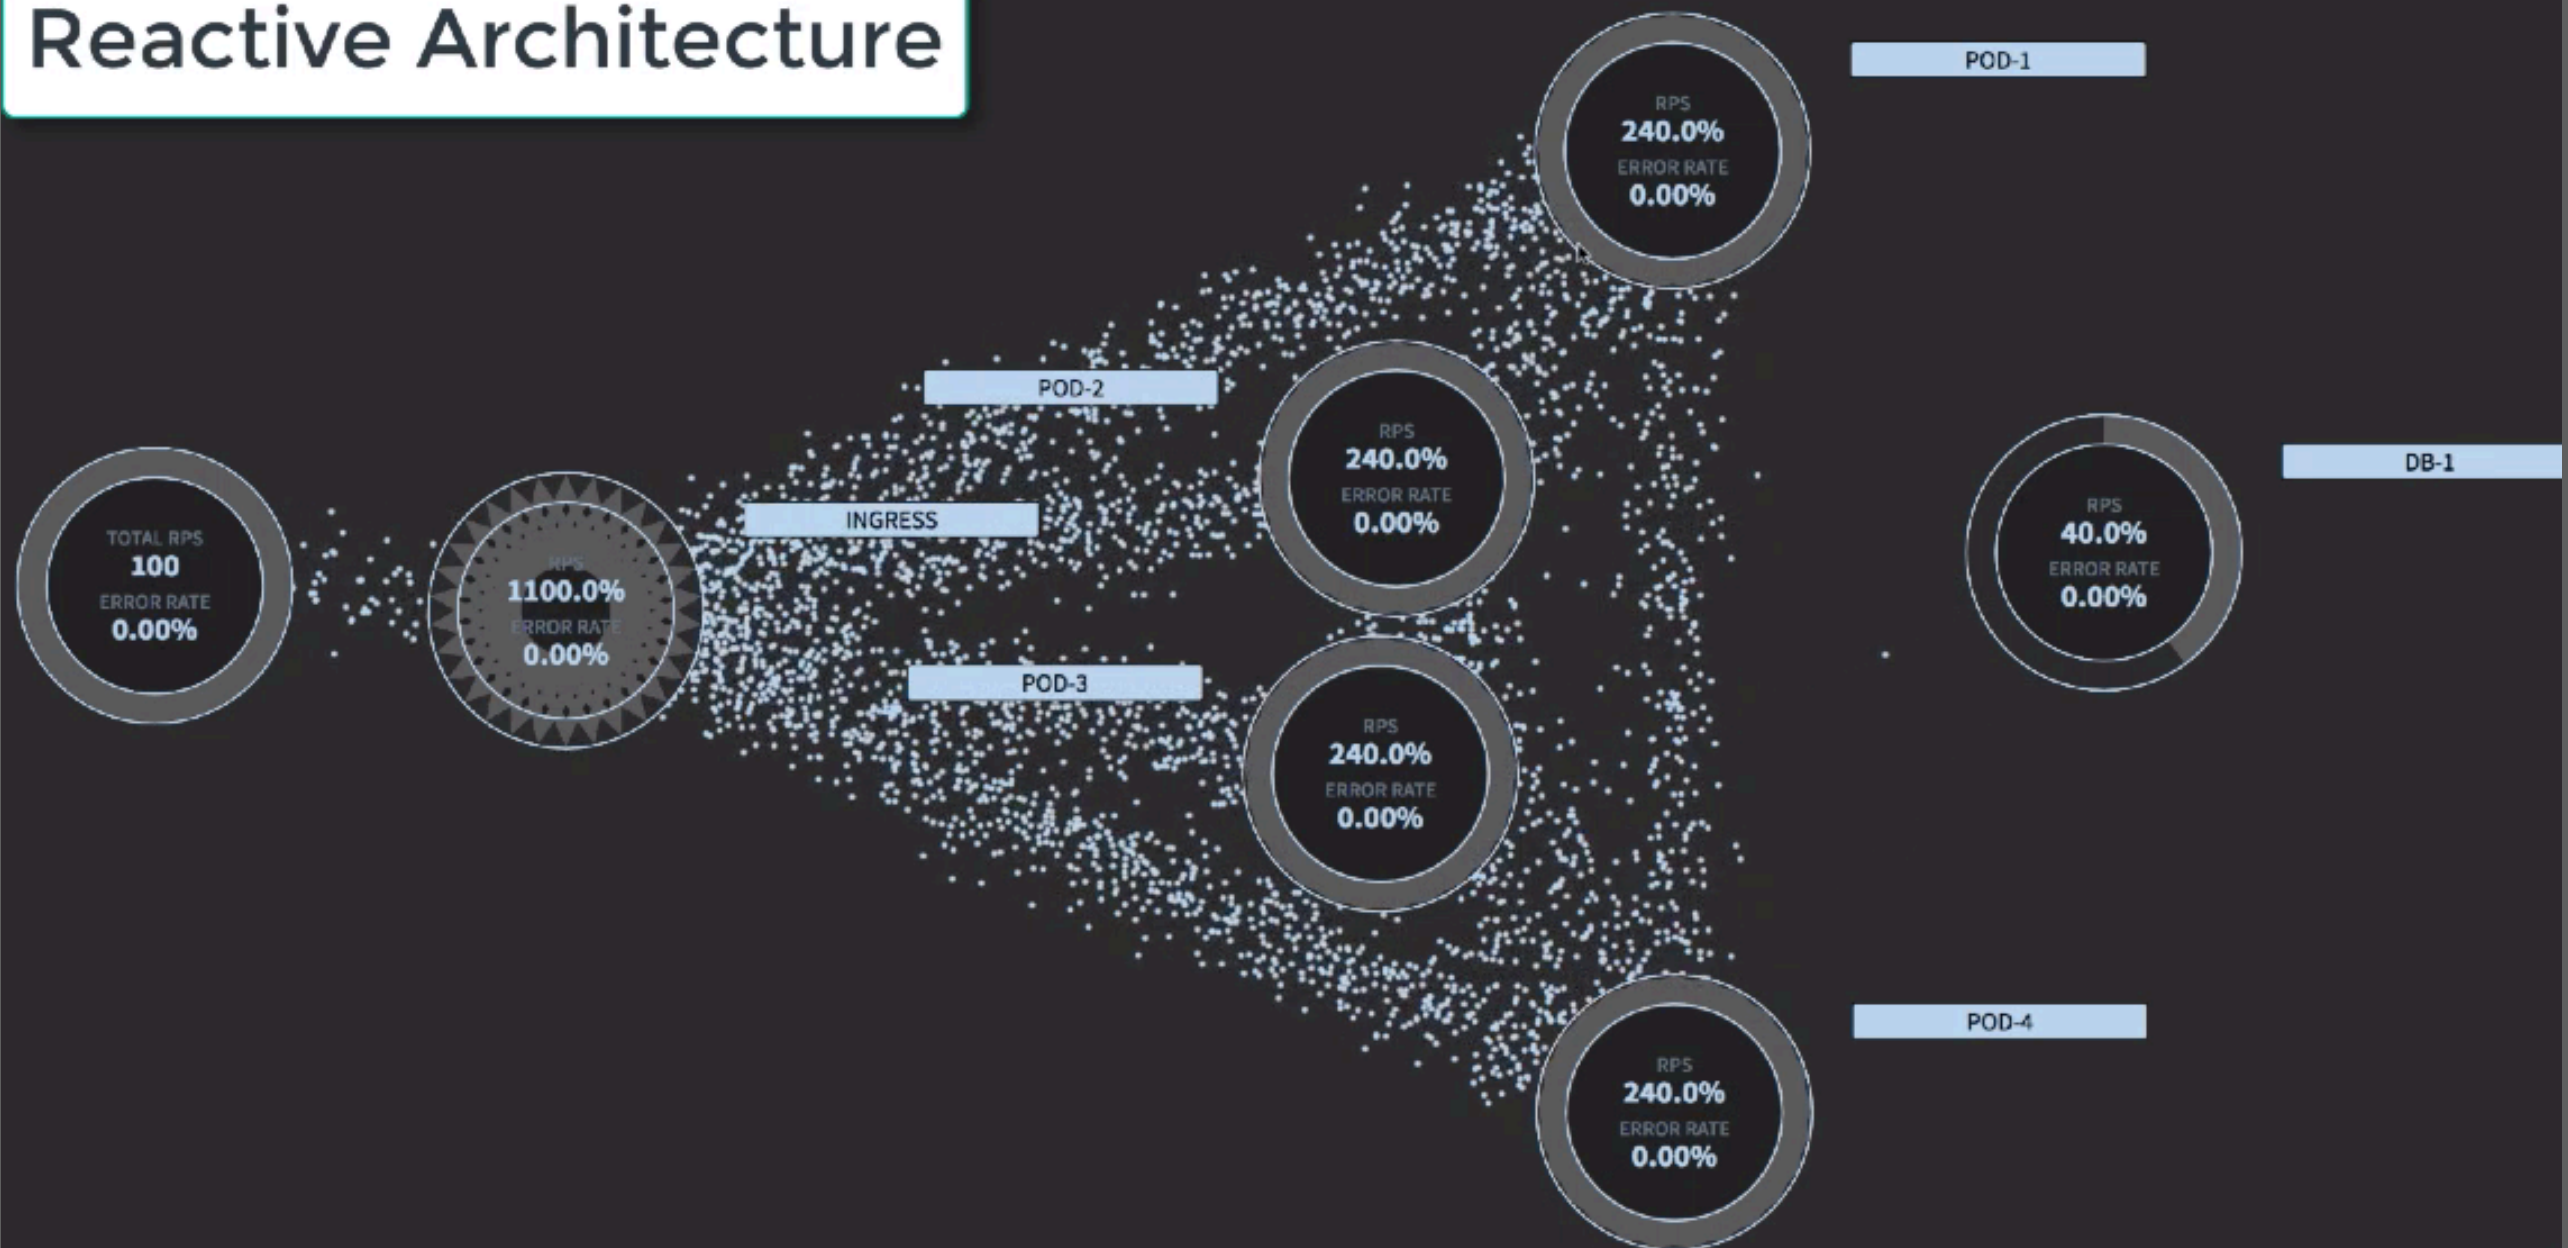 Reactive Architecture
POD-1
RPS
240.0%
ERROR RATE
0.00%
POD-2
RPS
240.0%
ERROR RATE
0.00%
DB-1
RPS
40.0%
ERROR RATE
0.00%
INGRESS
TOTAL RPS
100
ERROR RATE
0.00%
RPS
1100.0%
ERROR RATE
0.00%
POD-3
RPS
240.0%
ERROR RATE
0.00%
POD-4
RPS
240.0%
ERROR RATE
0.00%